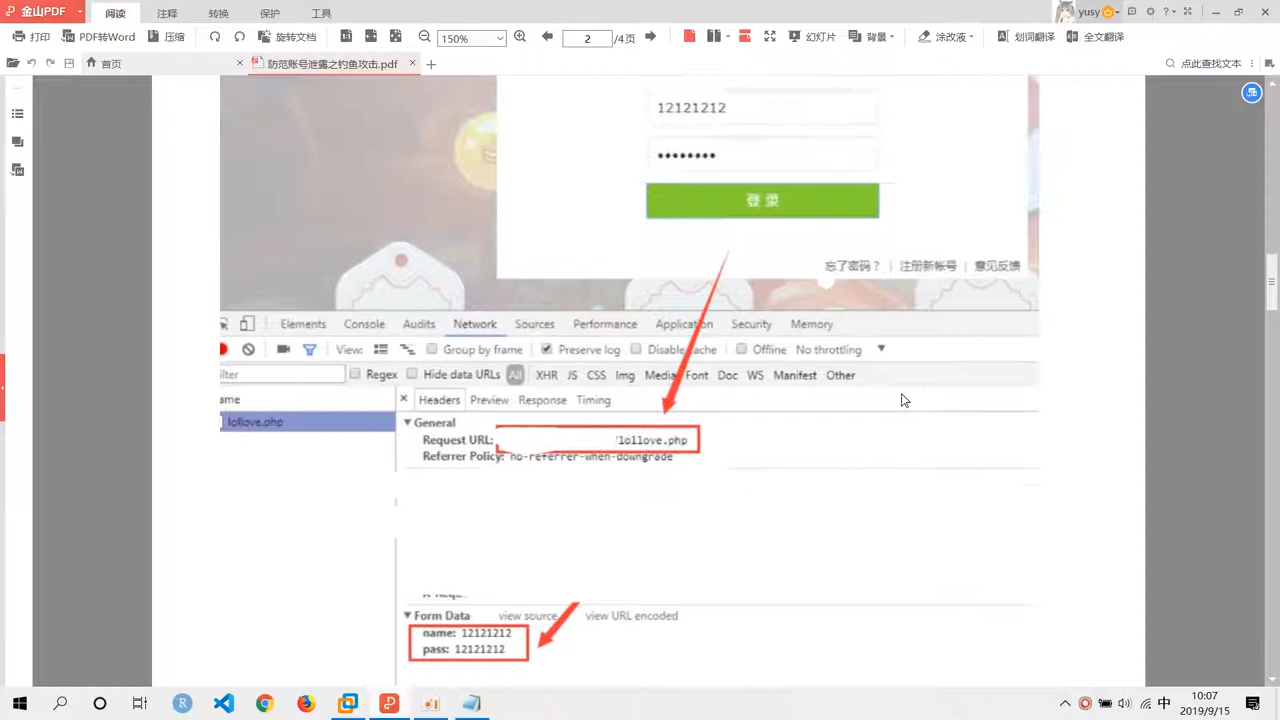 金山PDF 阅读 注释 转换 保护 工具 yusy
打印 PDF转Word 压缩 旋转文档 150% 2 /4页 幻灯片 背景 涂改液 划词翻译 全文翻译
首页 防范账号泄露之钓鱼攻击.pdf 点此查找文本
12121212
••••••••
登 录
忘了密码？ | 注册新帐号 | 意见反馈
Elements Console Audits Network Sources Performance Application Security Memory
View: Group by frame Preserve log Disable cache Offline No throttling
ilter Regex Hide data URLs All XHR JS CSS Img Media Font Doc WS Manifest Other
ame Headers Preview Response Timing
lollove.php
General
Request URL: /lollove.php
Referrer Policy: no-referrer-when-downgrade
Form Data view source view URL encoded
name: 12121212
pass: 12121212
中 10:07
2019/9/15